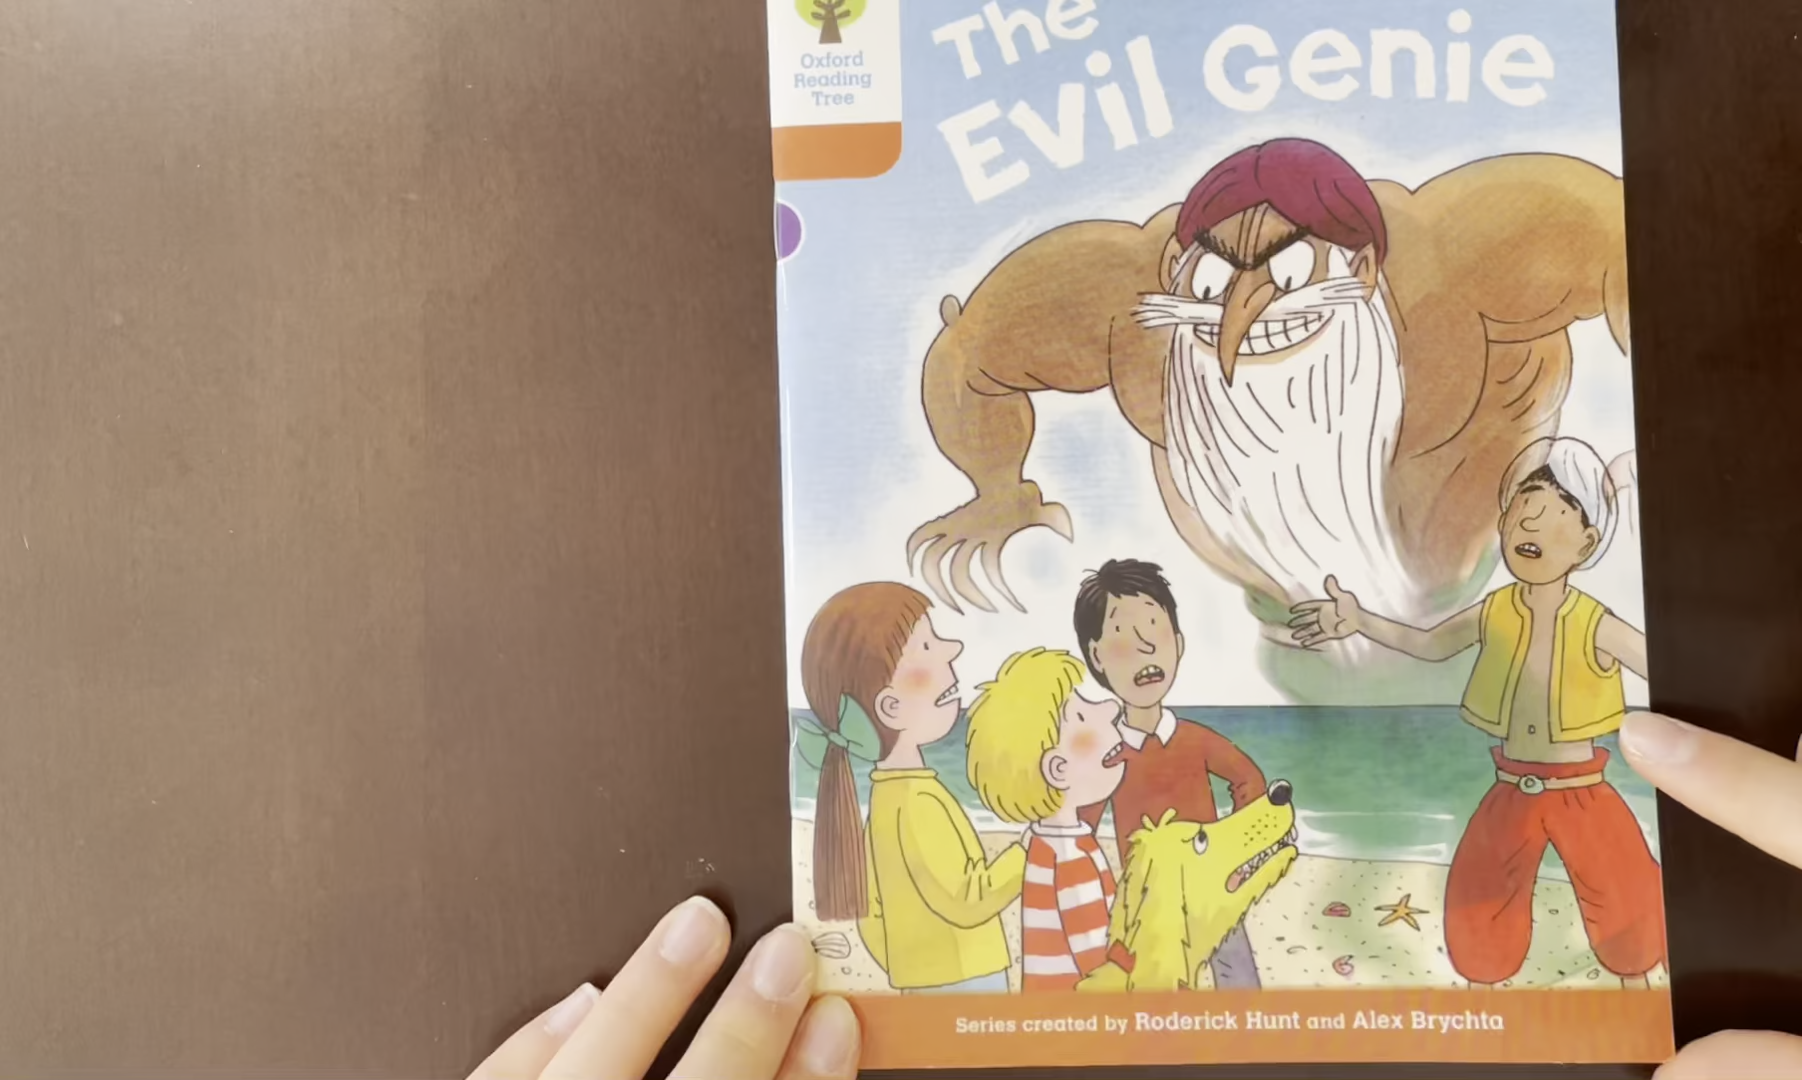 Oxford
Reading
Tree
The
Evil Genie
Series created by Roderick Hunt and Alex Brychta